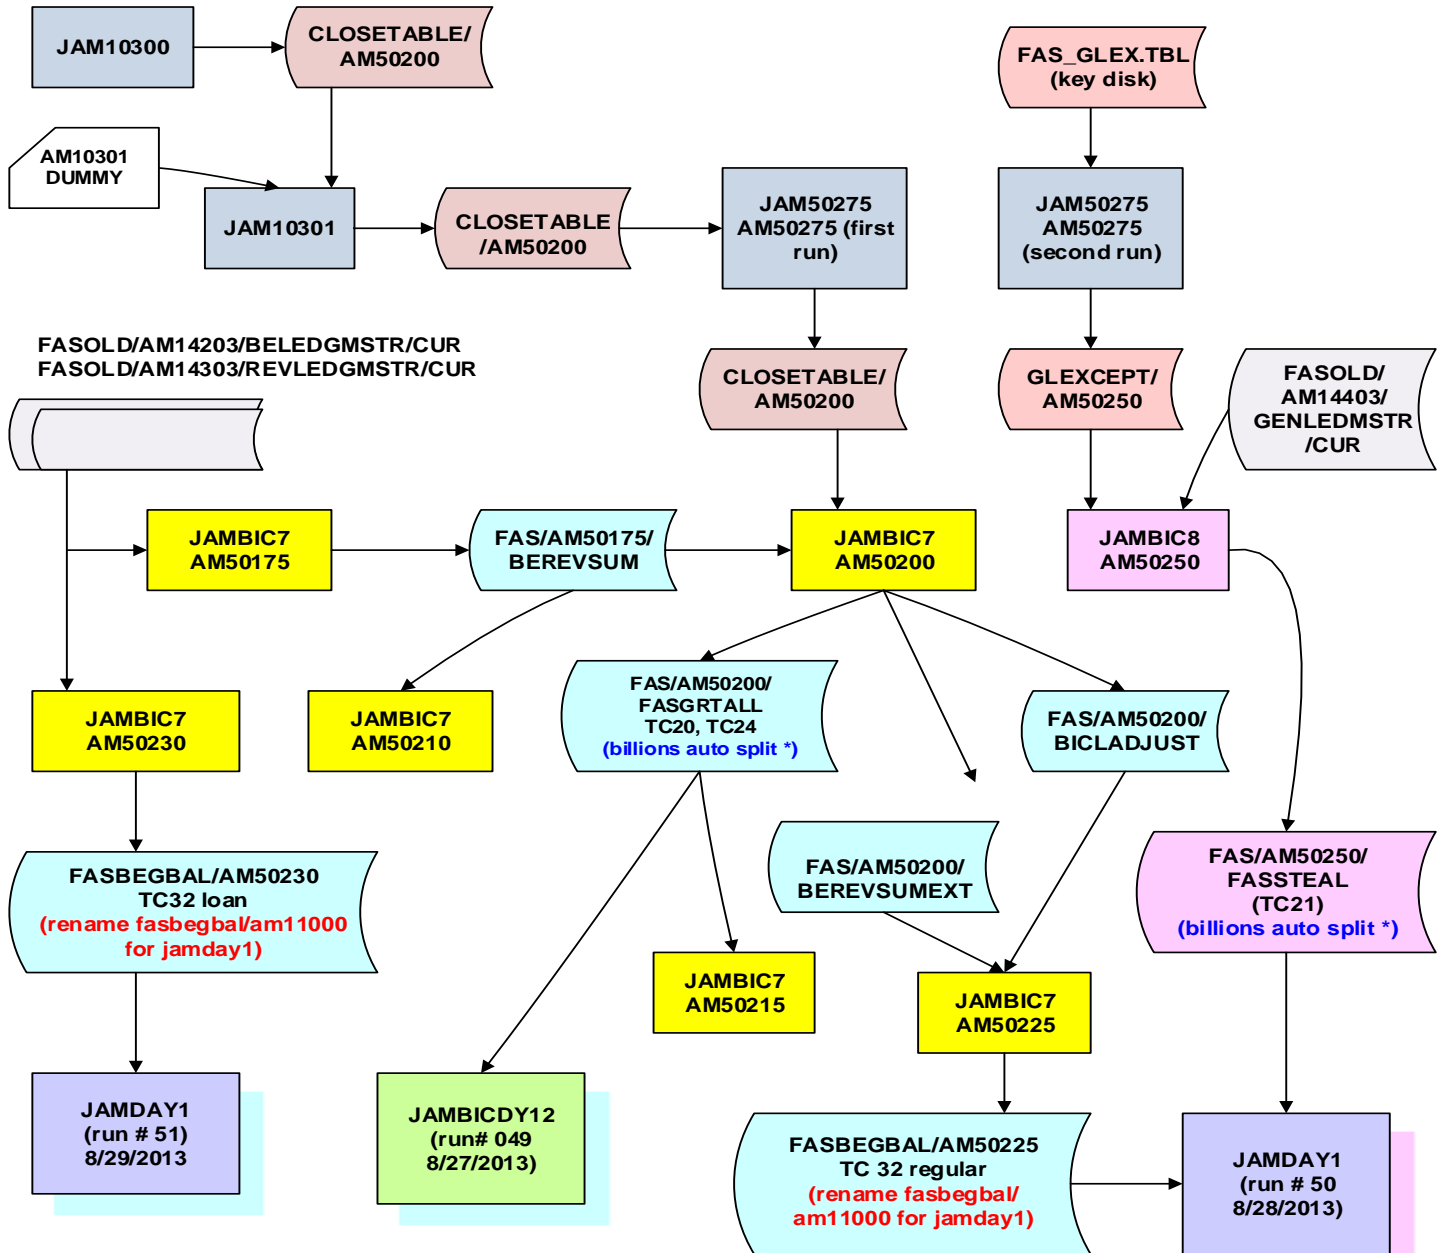 JAM10300
CLOSETABLE/
AM50200
FAS_GLEX.TBL
(key disk)
AM10301
DUMMY
JAM10301
CLOSETABLE
/AM50200
JAM50275
AM50275 (first
run)
JAM50275
AM50275
(second run)
FASOLD/AM14203/BELEDGMSTR/CUR
FASOLD/AM14303/REVLEDGMSTR/CUR
CLOSETABLE/
AM50200
GLEXCEPT/
AM50250
FASOLD/
AM14403/
GENLEDMSTR
/CUR
JAMBIC7
AM50175
FAS/AM50175/
BEREVSUM
JAMBIC7
AM50200
JAMBIC8
AM50250
JAMBIC7
AM50230
JAMBIC7
AM50210
FAS/AM50200/
FASGRTALL
TC20, TC24
(billions auto split *)
FAS/AM50200/
BICLADJUST
FASBEGBAL/AM50230
TC32 loan
(rename fasbegbal/am11000
for jamday1)
FAS/AM50200/
BEREVSUMEXT
FAS/AM50250/
FASSTEAL
(TC21)
(billions auto split *)
JAMBIC7
AM50215
JAMBIC7
AM50225
JAMDAY1
(run # 51)
8/29/2013
JAMBICDY12
(run# 049
8/27/2013)
FASBEGBAL/AM50225
TC 32 regular
(rename fasbegbal/
am11000 for jamday1)
JAMDAY1
(run # 50
8/28/2013)